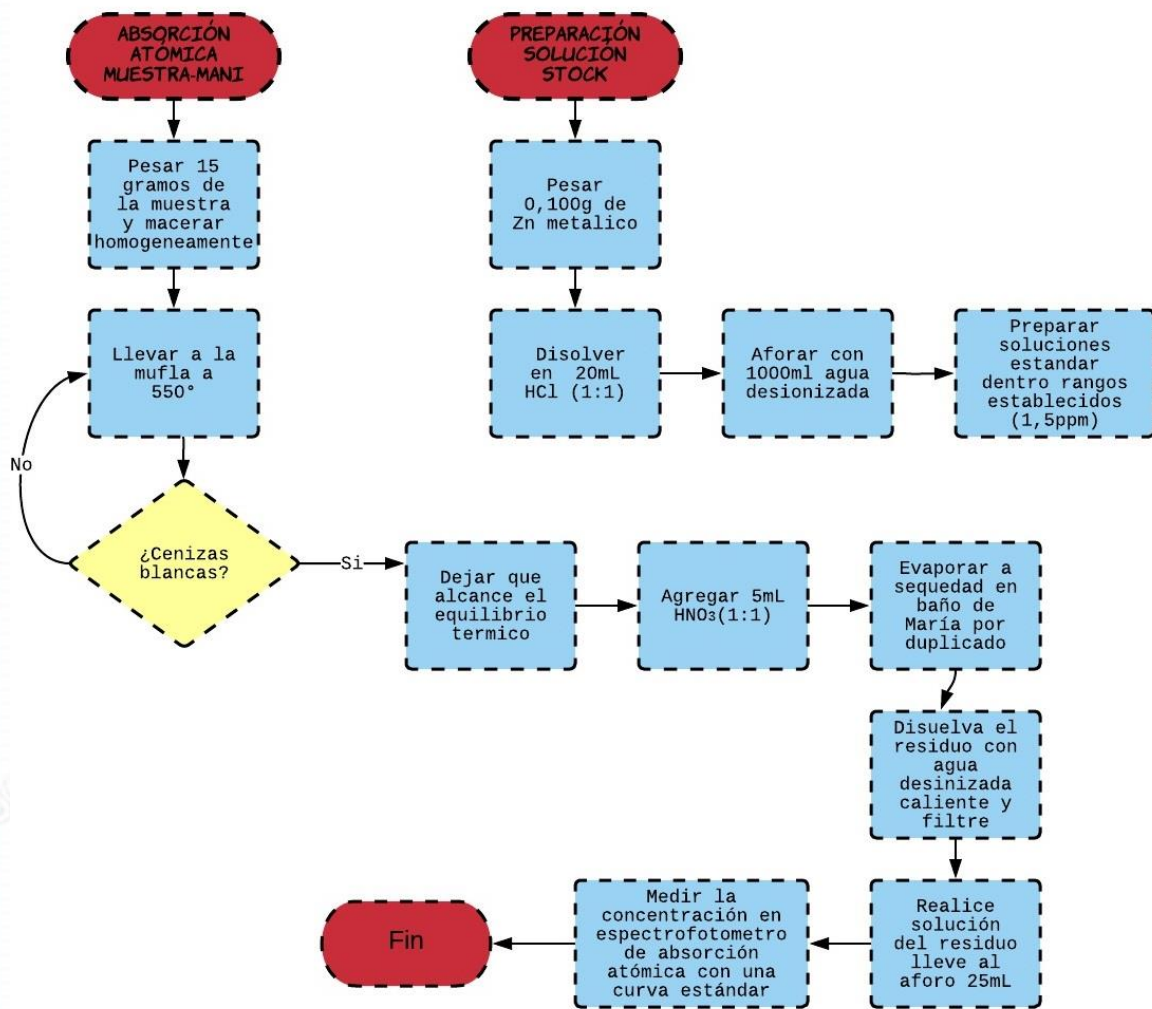 ABSORCIÓN
ATÓMICA
MUESTRA-MANI
PREPARACIÓN
SOLUCIÓN
STOCK
Pesar 15
gramos de
la muestra
y macerar
homogeneamente
Pesar
0,100g de
Zn metalico
Llevar a la
mufla a
550°
Disolver
en 20mL
HCl (1:1)
Aforar con
1000ml agua
desionizada
Preparar
soluciones
estandar
dentro rangos
establecidos
(1,5ppm)
No
¿Cenizas
blancas?
Si
Dejar que
alcance el
equilibrio
termico
Agregar 5mL
HNO₃(1:1)
Evaporar a
sequedad en
baño de
María por
duplicado
Disuelva el
residuo con
agua
desinizada
caliente y
filtre
Realice
solución
del residuo
lleve al
aforo 25mL
Medir la
concentración en
espectrofotometro
de absorción
atómica con una
curva estándar
Fin